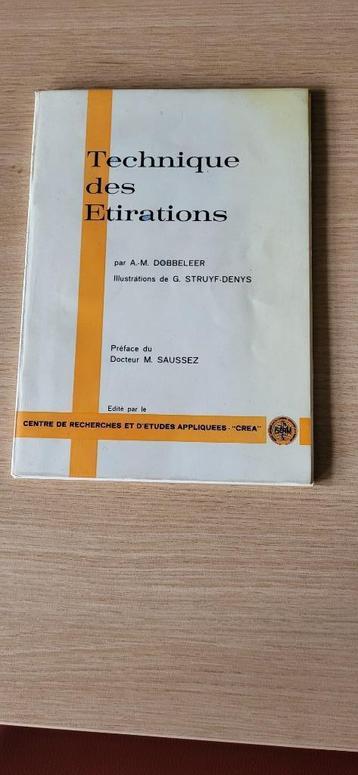 Technique
des
Etirations
par A.-M. DOBBELEER
Illustrations de G. STRUYF-DENYS
Préface du
Docteur M. SAUSSEZ
Edité par le
CENTRE DE RECHERCHES ET D'ETUDES APPLIQUEES - "CREA"